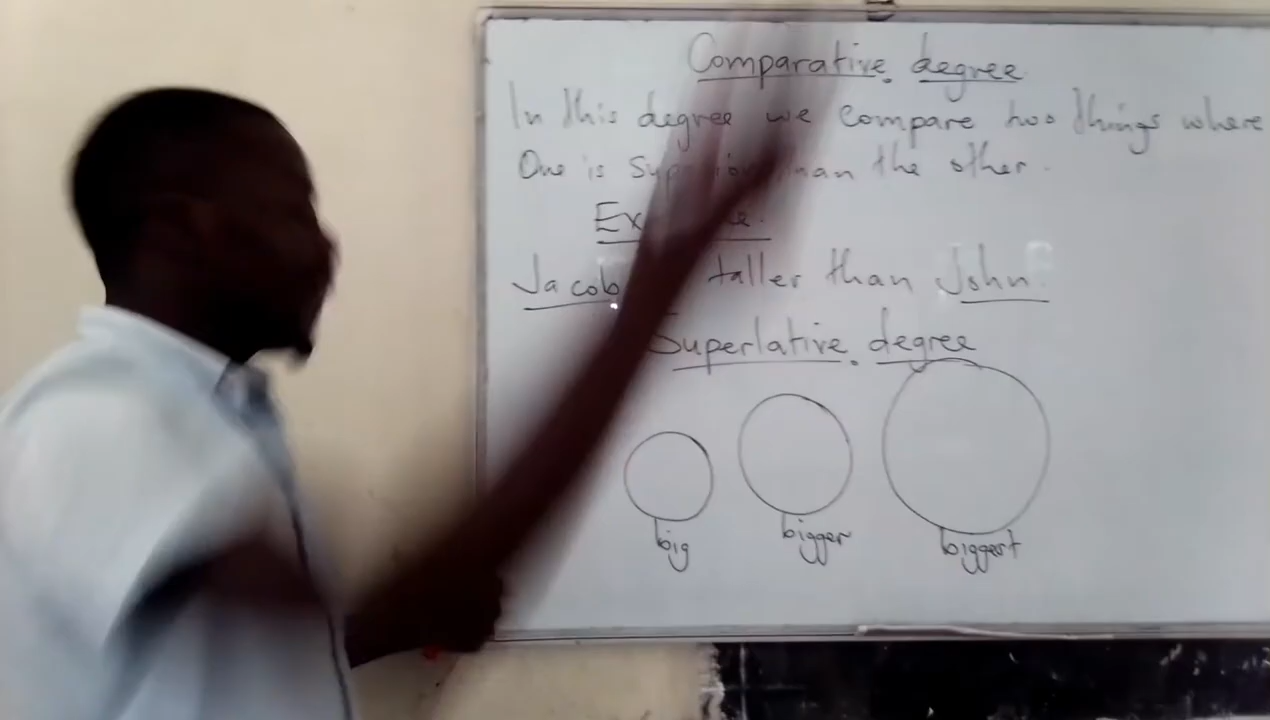 Comparative degree
In this degree we compare two things where
One is than the other.
Jacob taller than John.
Superlative degree
big bigger biggest